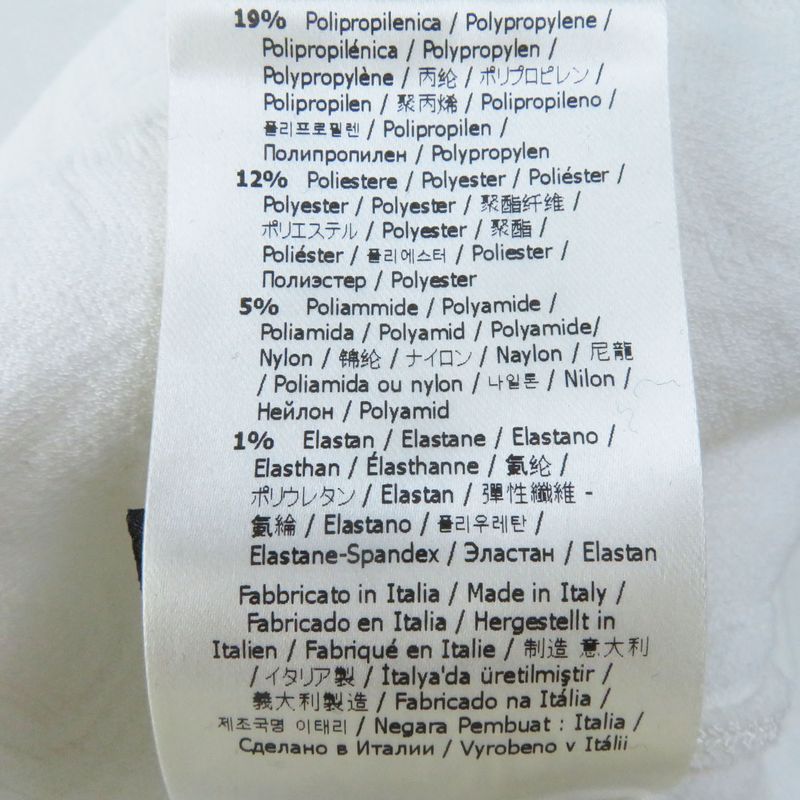 19% Polipropilenica / Polypropylene /
Polipropilénica / Polypropylen /
Polypropylène / 丙纶 / ポリプロピレン /
Polipropilen / 聚丙烯 / Polipropileno /
폴리프로필렌 / Polipropilen /
Полипропилен / Polypropylen
12% Poliestere / Polyester / Poliéster /
Polyester / Polyester / 聚酯纤维 /
ポリエステル / Polyester / 聚酯 /
Poliéster / 폴리에스터 / Poliester /
Полиэстер / Polyester
5% Poliammide / Polyamide /
Poliamida / Polyamid / Polyamide/
Nylon / 锦纶 / ナイロン / Naylon / 尼龍
/ Poliamida ou nylon / 나일론 / Nilon /
Нейлон / Polyamid
1% Elastan / Elastane / Elastano /
Elasthan / Élasthanne / 氨纶 /
ポリウレタン / Elastan / 彈性纖維 -
氨綸 / Elastano / 폴리우레탄 /
Elastane-Spandex / Эластан / Elastan
Fabbricato in Italia / Made in Italy /
Fabricado en Italia / Hergestellt in
Italien / Fabriqué en Italie / 制造 意大利
/ イタリア製 / İtalya'da üretilmiştir /
義大利製造 / Fabricado na Itália /
제조국명 이태리 / Negara Pembuat : Italia /
Сделано в Италии / Vyrobeno v Itálii